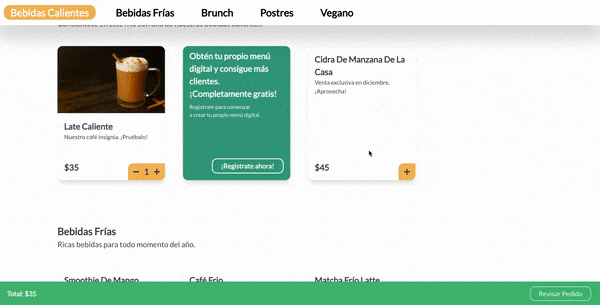 Bebidas Calientes Bebidas Frías Brunch Postres Vegano
Late Caliente
Nuestro café insignia. ¡Pruébalo!
$35
− 1 +
Obtén tu propio menú
digital y consigue más
clientes.
¡Completamente gratis!
Regístrate para comenzar
a crear tu propio menú digital.
¡Regístrate ahora!
Cidra De Manzana De La
Casa
Venta exclusiva en diciembre.
¡Aprovecha!
$45
+
Bebidas Frías
Ricas bebidas para todo momento del año.
Smoothie De Mango Café Frío Matcha Frío Latte
Total: $35 Revisar Pedido